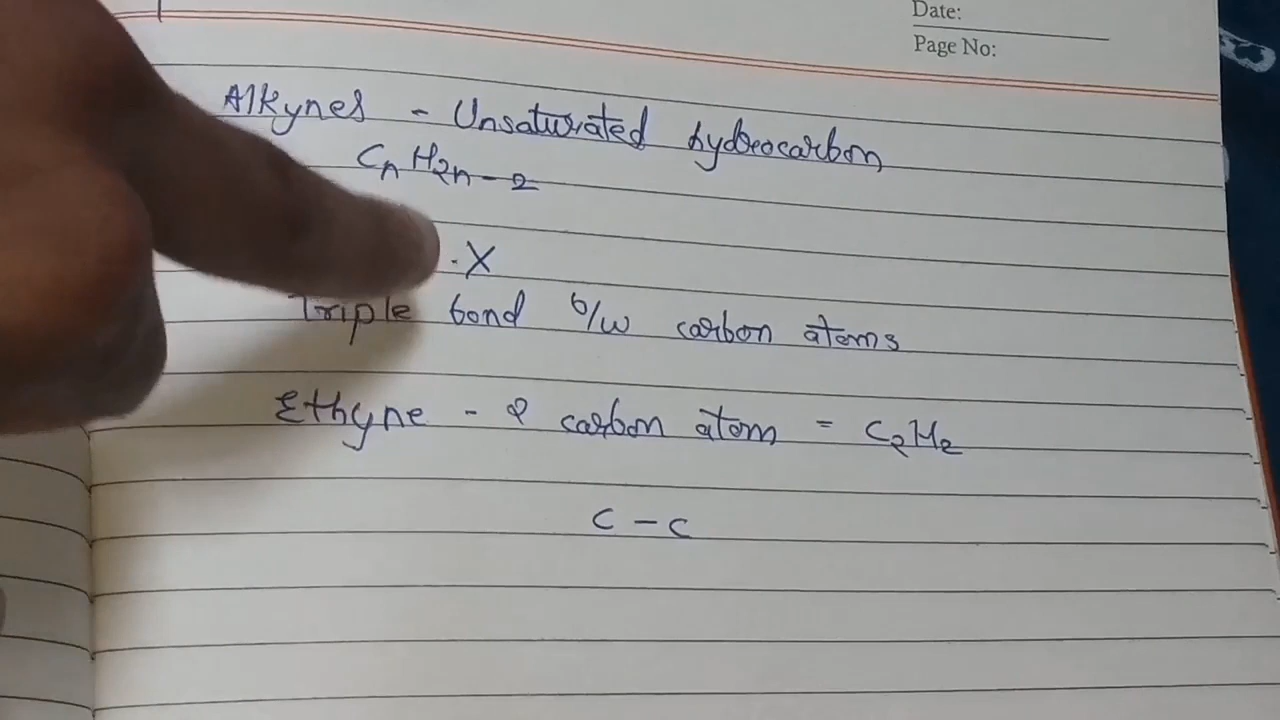 Date:
Page No:
Alkynes - Unsaturated hydrocarbon
CnH2n-2
.X
Triple bond b/w carbon atoms
Ethyne - 2 carbon atom = C2H2
C - C